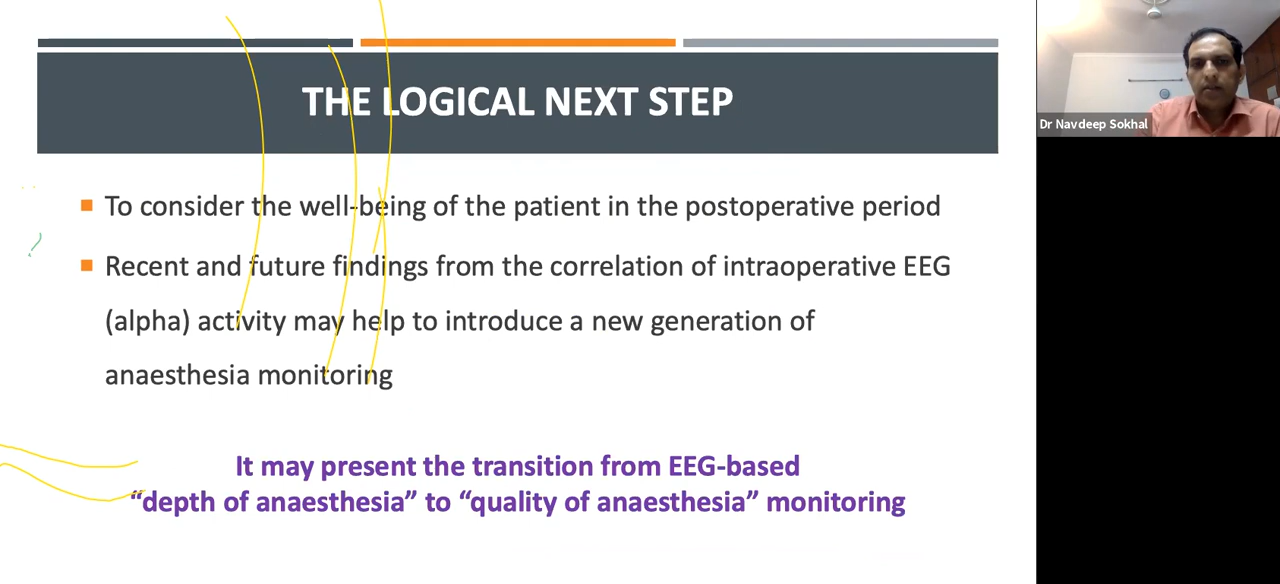 THE LOGICAL NEXT STEP
To consider the well-being of the patient in the postoperative period
Recent and future findings from the correlation of intraoperative EEG
(alpha) activity may help to introduce a new generation of
anaesthesia monitoring
It may present the transition from EEG-based
“depth of anaesthesia” to “quality of anaesthesia” monitoring
Dr Navdeep Sokhal